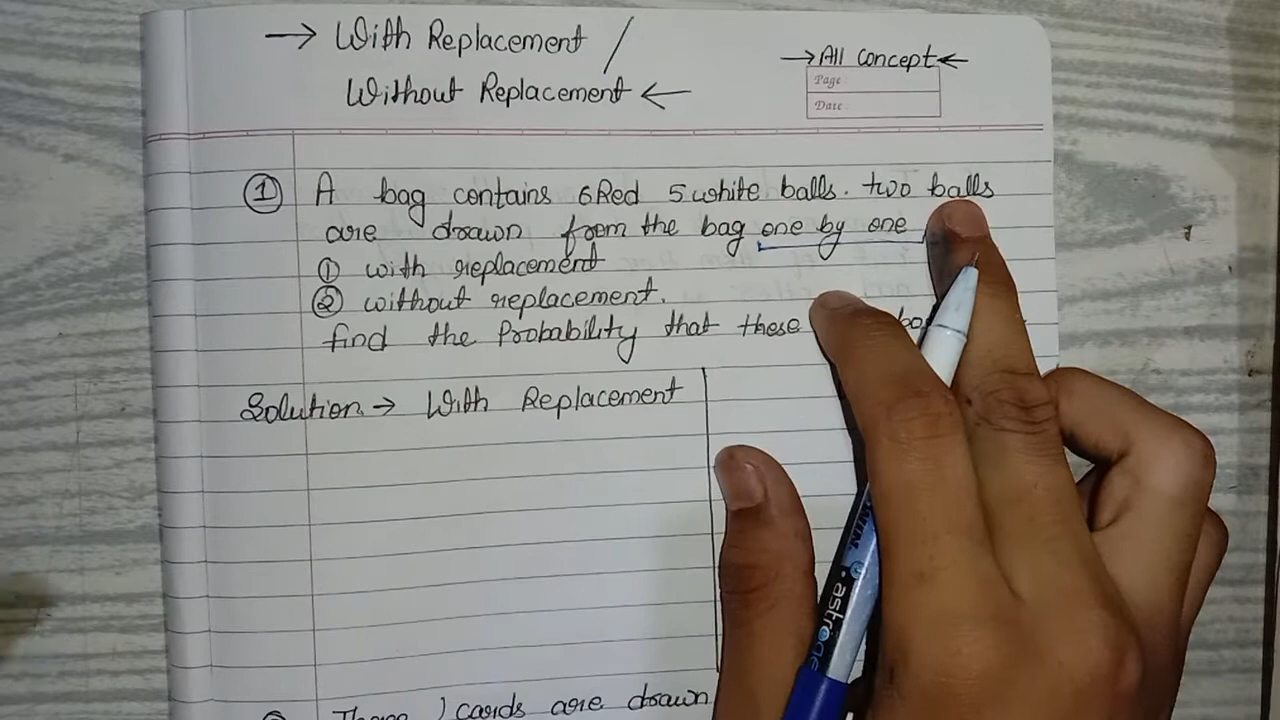 → With Replacement /
Without Replacement ←
→ All Concept ←
Page
Date
① A bag contains 6 Red 5 white balls. two balls
are drawn from the bag one by one
① with replacement
② without replacement.
find the Probability that these
Solution → With Replacement
cards are drawn
astrage